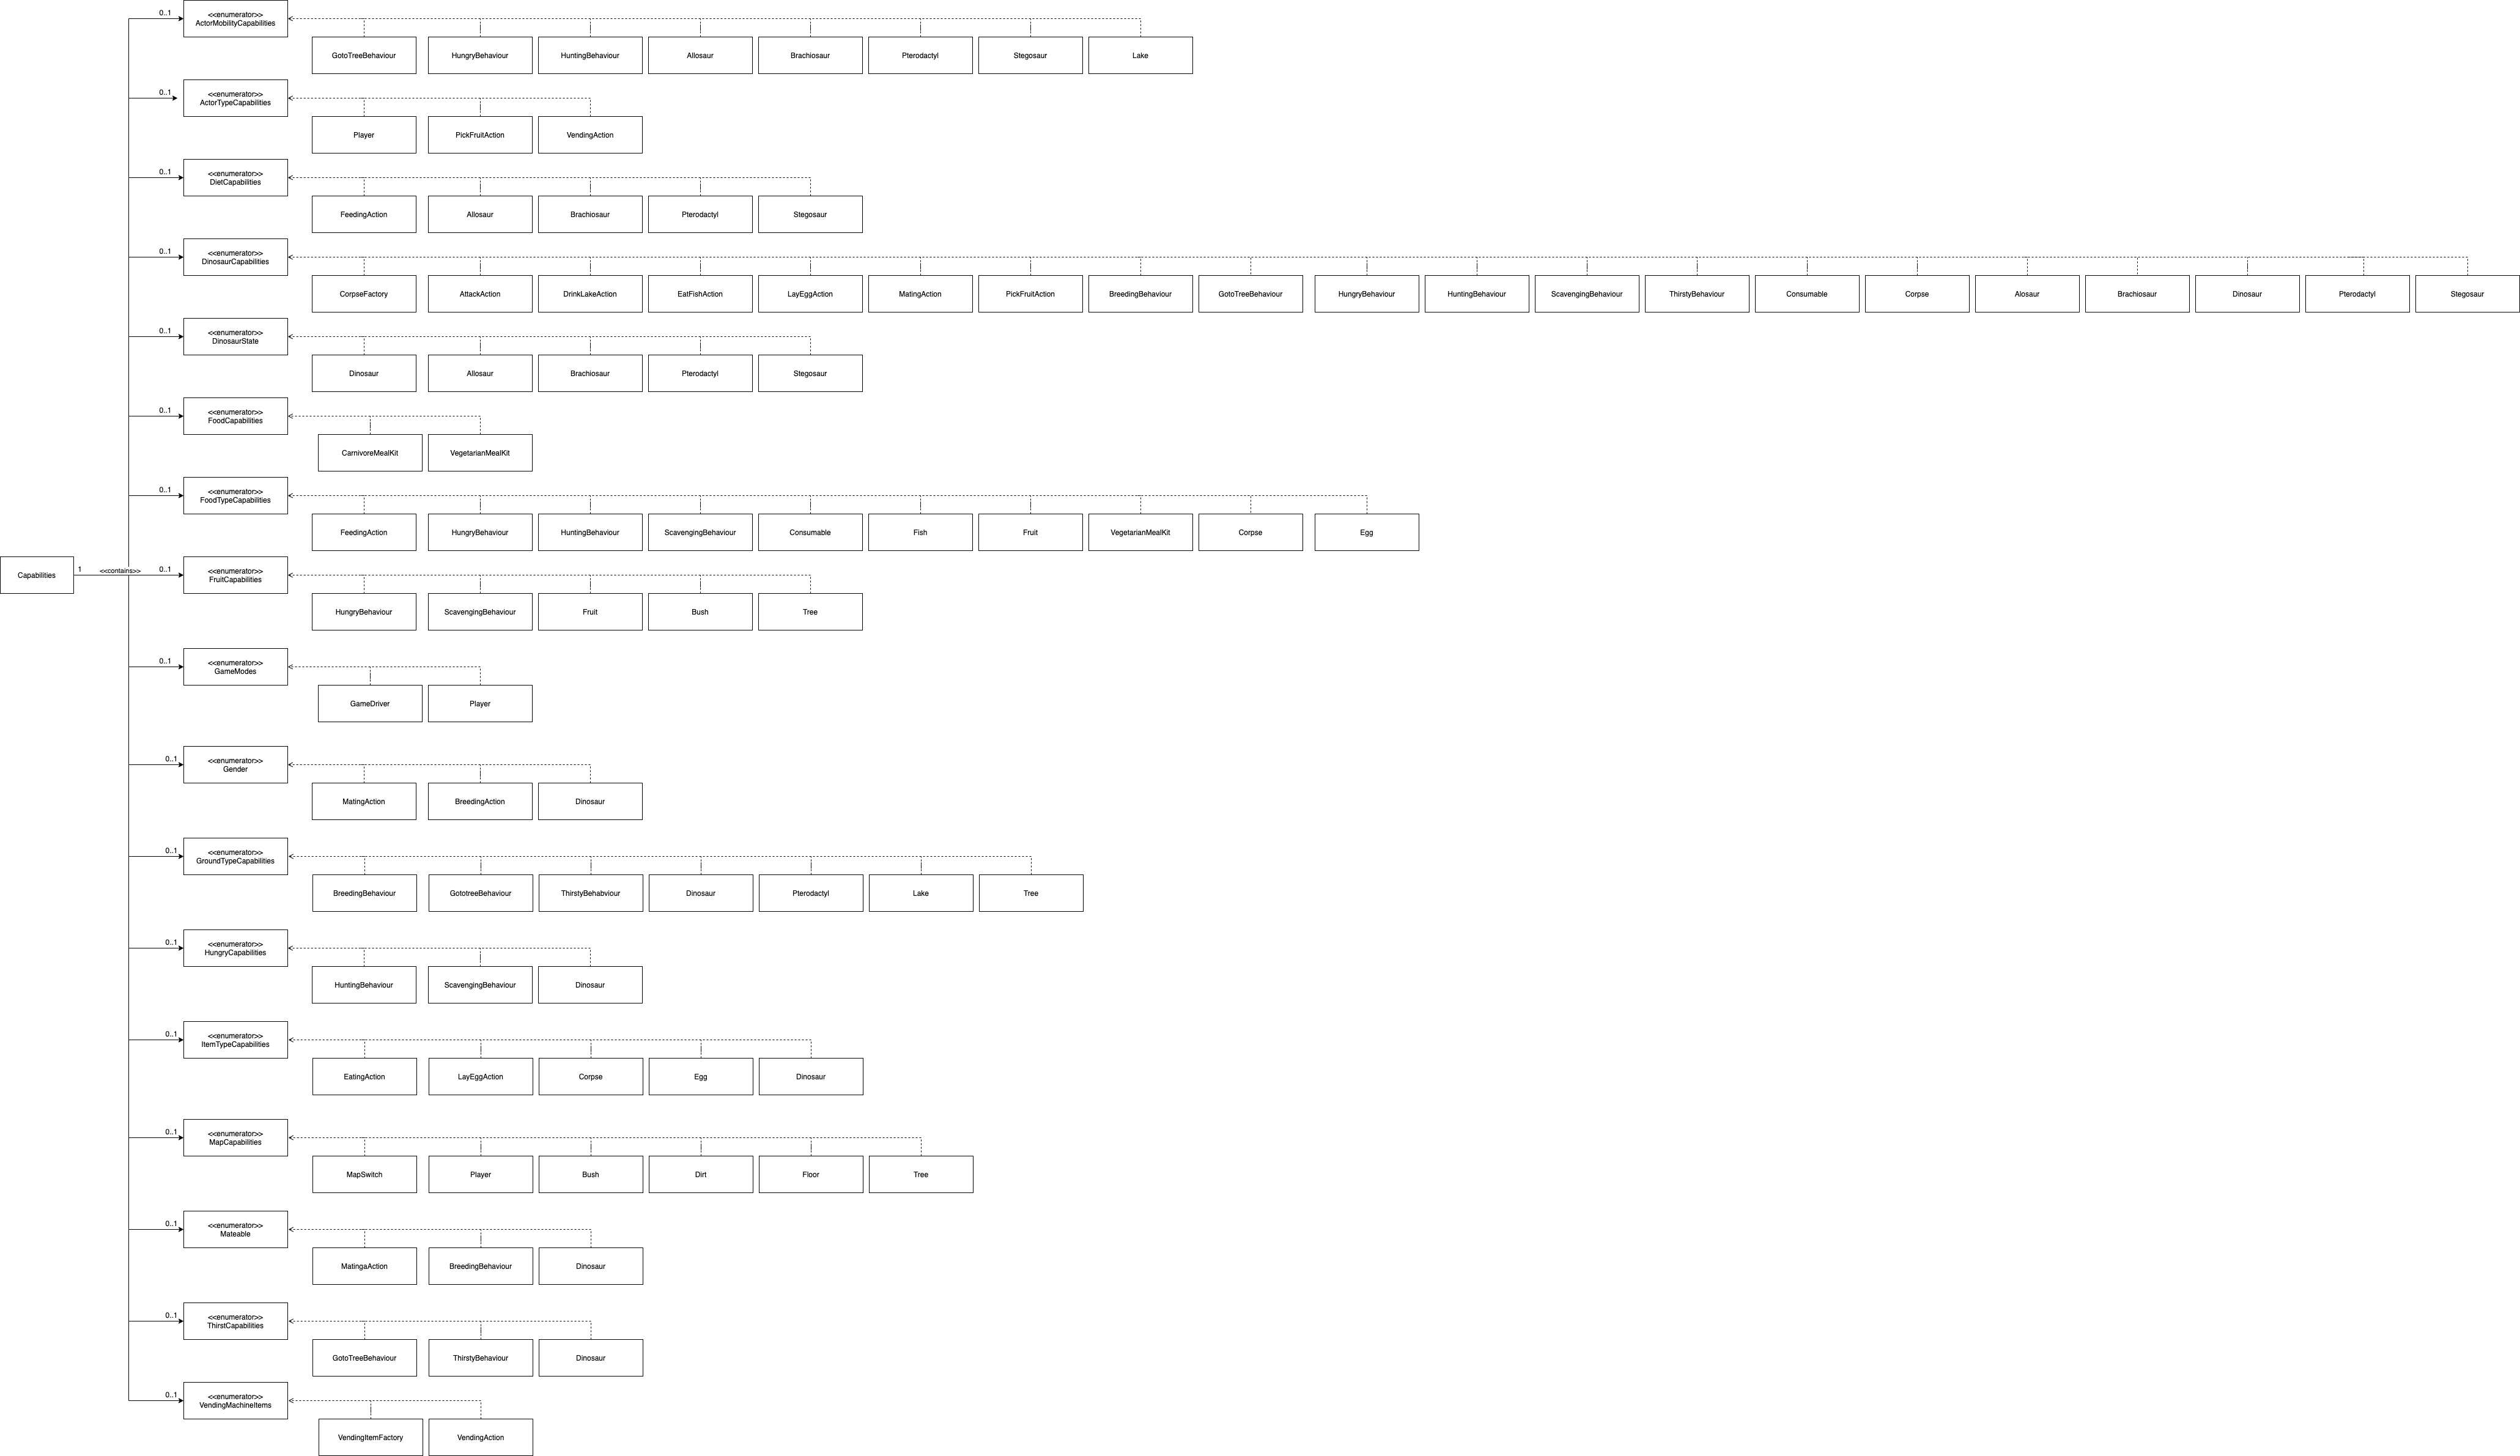 0..1
<<enumerator>>
ActorMobilityCapabilities
GotoTreeBehaviour
HungryBehaviour
HuntingBehaviour
Allosaur
Brachiosaur
Pterodactyl
Stegosaur
Lake
0..1
<<enumerator>>
ActorTypeCapabilities
Player
PickFruitAction
VendingAction
0..1
<<enumerator>>
DietCapabilities
FeedingAction
Allosaur
Brachiosaur
Pterodactyl
Stegosaur
0..1
<<enumerator>>
DinosaurCapabilities
CorpseFactory
AttackAction
DrinkLakeAction
EatFishAction
LayEggAction
MatingAction
PickFruitAction
BreedingBehaviour
GotoTreeBehaviour
HungryBehaviour
HuntingBehaviour
ScavengingBehaviour
ThirstyBehaviour
Consumable
Corpse
Alosaur
Brachiosaur
Dinosaur
Pterodactyl
Stegosaur
0..1
<<enumerator>>
DinosaurState
Dinosaur
Allosaur
Brachiosaur
Pterodactyl
Stegosaur
0..1
<<enumerator>>
FoodCapabilities
CarnivoreMealKit
VegetarianMealKit
0..1
<<enumerator>>
FoodTypeCapabilities
FeedingAction
HungryBehaviour
HuntingBehaviour
ScavengingBehaviour
Consumable
Fish
Fruit
VegetarianMealKit
Corpse
Egg
Capabilities
1
<<contains>>
0..1
<<enumerator>>
FruitCapabilities
HungryBehaviour
ScavengingBehaviour
Fruit
Bush
Tree
0..1
<<enumerator>>
GameModes
GameDriver
Player
0..1
<<enumerator>>
Gender
MatingAction
BreedingAction
Dinosaur
0..1
<<enumerator>>
GroundTypeCapabilities
BreedingBehaviour
GototreeBehaviour
ThirstyBehabviour
Dinosaur
Pterodactyl
Lake
Tree
0..1
<<enumerator>>
HungryCapabilities
HuntingBehaviour
ScavengingBehaviour
Dinosaur
0..1
<<enumerator>>
ItemTypeCapabilities
EatingAction
LayEggAction
Corpse
Egg
Dinosaur
0..1
<<enumerator>>
MapCapabilities
MapSwitch
Player
Bush
Dirt
Floor
Tree
0..1
<<enumerator>>
Mateable
MatingaAction
BreedingBehaviour
Dinosaur
0..1
<<enumerator>>
ThirstCapabilities
GotoTreeBehaviour
ThirstyBehaviour
Dinosaur
0..1
<<enumerator>>
VendingMachineItems
VendingItemFactory
VendingAction